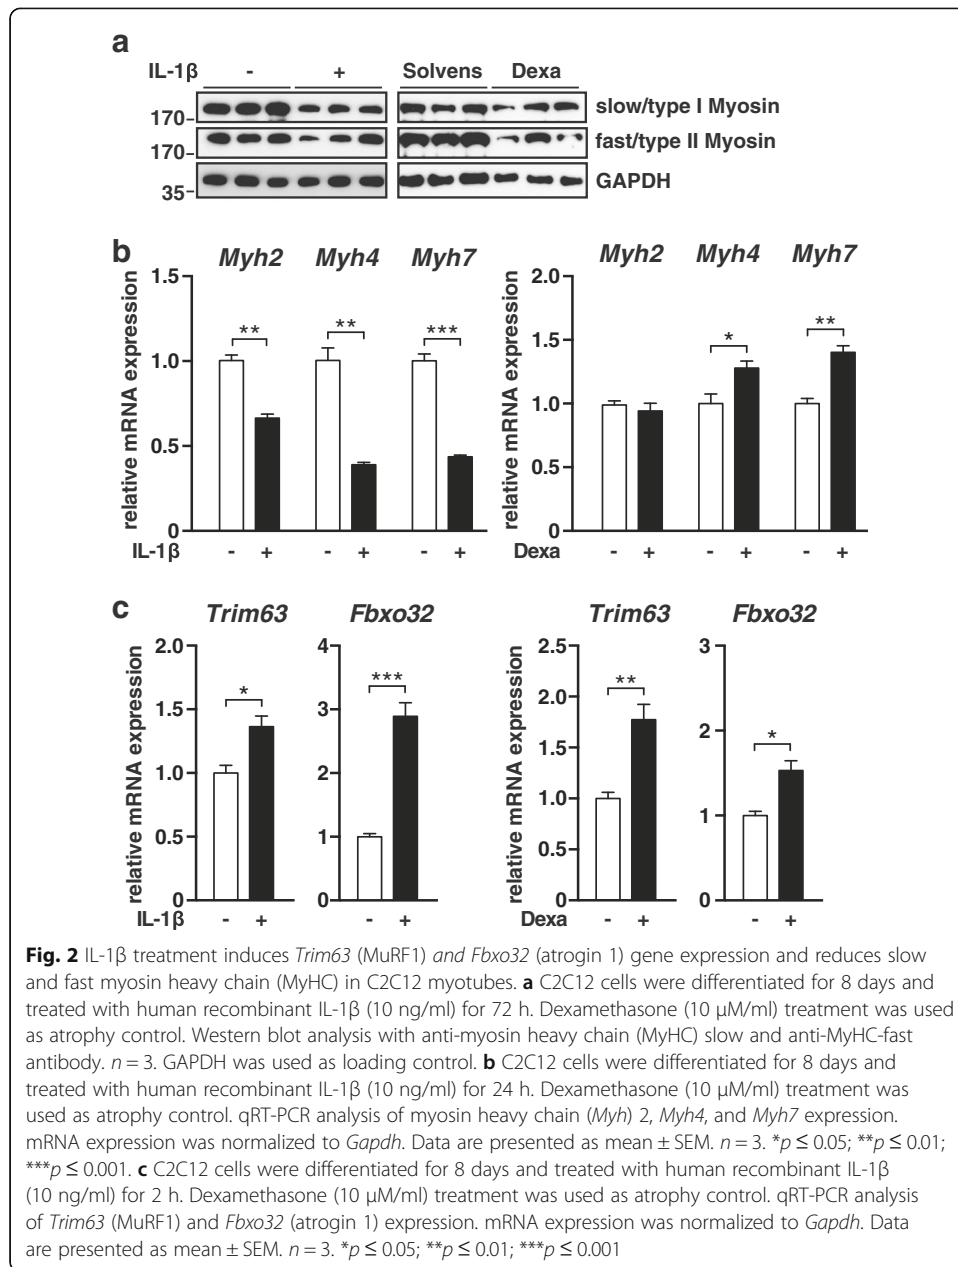 a
IL-1β - + Solvens Dexa
170 slow/type I Myosin
170 fast/type II Myosin
35 GAPDH
b
Myh2 Myh4 Myh7
relative mRNA expression
1.5
1.0
0.5
0
** ** ***
IL-1β - + - + - +
Myh2 Myh4 Myh7
relative mRNA expression
2.0
1.5
1.0
0.5
0
* **
Dexa - + - + - +
c
Trim63
relative mRNA expression
2.0
1.5
1.0
0.5
0
*
IL-1β - +
Fbxo32
4
3
2
1
0
***
- +
Trim63
relative mRNA expression
2.5
2.0
1.5
1.0
0.5
0
**
Dexa - +
Fbxo32
3
2
1
0
*
- +
Fig. 2 IL-1β treatment induces Trim63 (MuRF1) and Fbxo32 (atrogin 1) gene expression and reduces slow
and fast myosin heavy chain (MyHC) in C2C12 myotubes. a C2C12 cells were differentiated for 8 days and
treated with human recombinant IL-1β (10 ng/ml) for 72 h. Dexamethasone (10 μM/ml) treatment was used
as atrophy control. Western blot analysis with anti-myosin heavy chain (MyHC) slow and anti-MyHC-fast
antibody. n = 3. GAPDH was used as loading control. b C2C12 cells were differentiated for 8 days and
treated with human recombinant IL-1β (10 ng/ml) for 24 h. Dexamethasone (10 μM/ml) treatment was
used as atrophy control. qRT-PCR analysis of myosin heavy chain (Myh) 2, Myh4, and Myh7 expression.
mRNA expression was normalized to Gapdh. Data are presented as mean ± SEM. n = 3. *p ≤ 0.05; **p ≤ 0.01;
***p ≤ 0.001. c C2C12 cells were differentiated for 8 days and treated with human recombinant IL-1β
(10 ng/ml) for 2 h. Dexamethasone (10 μM/ml) treatment was used as atrophy control. qRT-PCR analysis
of Trim63 (MuRF1) and Fbxo32 (atrogin 1) expression. mRNA expression was normalized to Gapdh. Data
are presented as mean ± SEM. n = 3. *p ≤ 0.05; **p ≤ 0.01; ***p ≤ 0.001